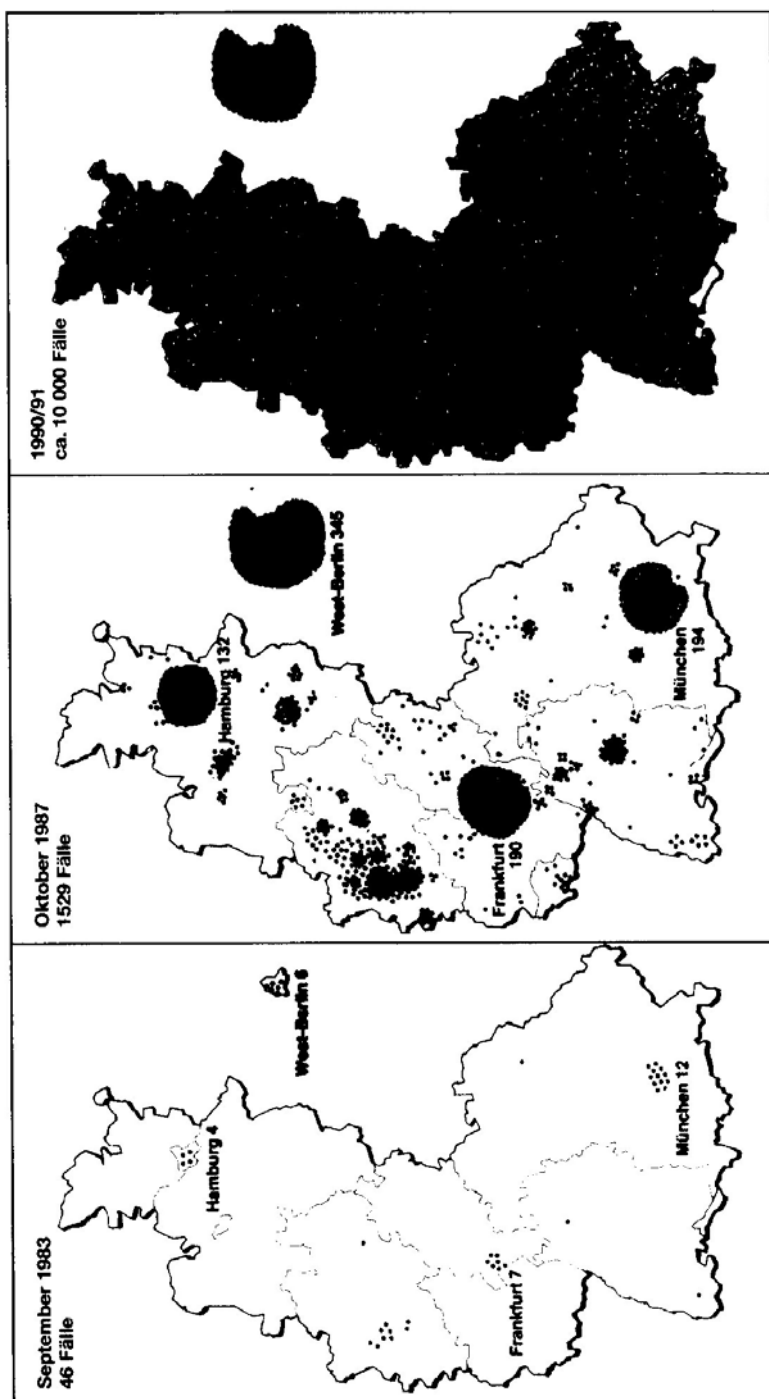 September 1983
46 Fälle
Hamburg 4
West-Berlin 6
Frankfurt 7
München 12
Oktober 1987
1529 Fälle
Hamburg 132
West-Berlin 345
Frankfurt
190
München
194
1990/91
ca. 10 000 Fälle